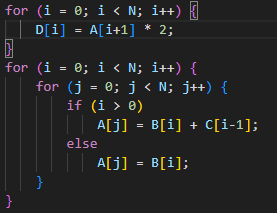 for (i = 0; i < N; i++) {
    D[i] = A[i+1] * 2;
}
for (i = 0; i < N; i++) {
    for (j = 0; j < N; j++) {
        if (i > 0)
            A[j] = B[i] + C[i-1];
        else
            A[j] = B[i];
    }
}